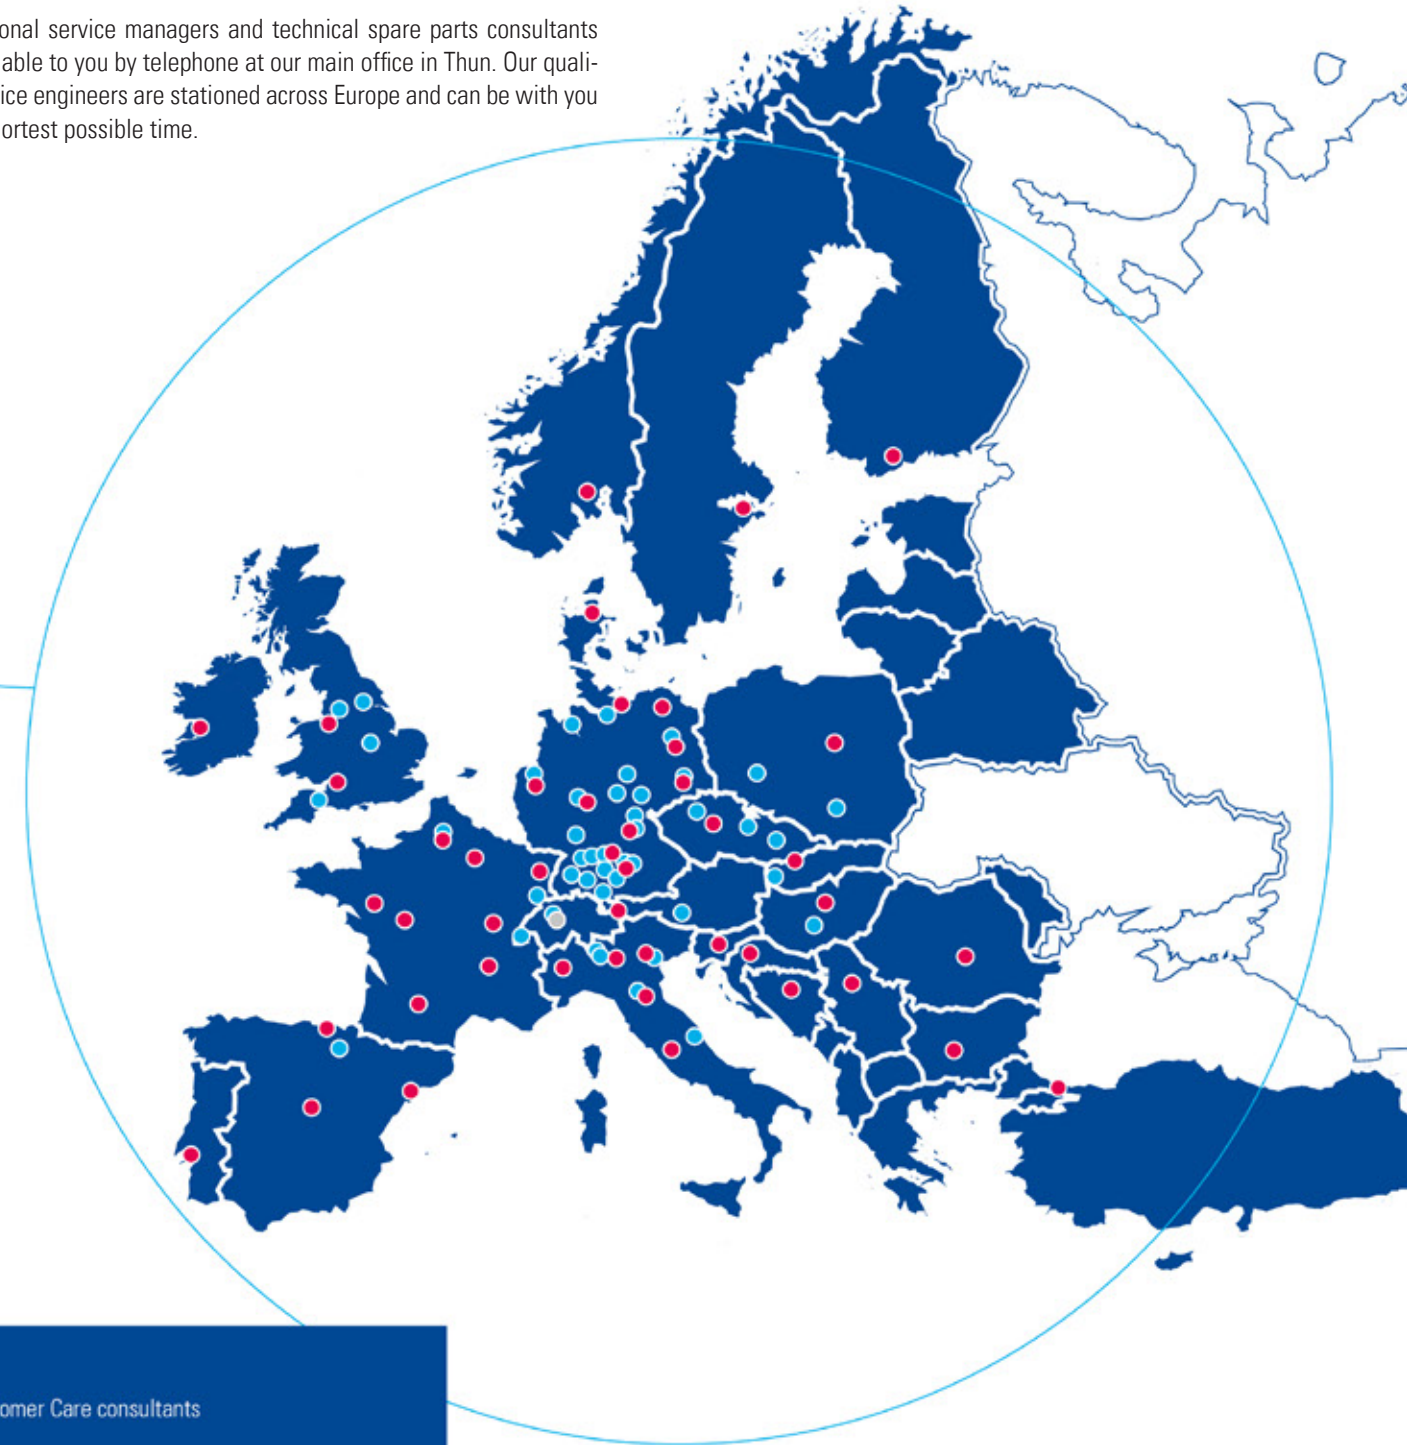 onal service managers and technical spare parts consultants
able to you by telephone at our main office in Thun. Our quali-
ice engineers are stationed across Europe and can be with you
ortest possible time.
omer Care consultants